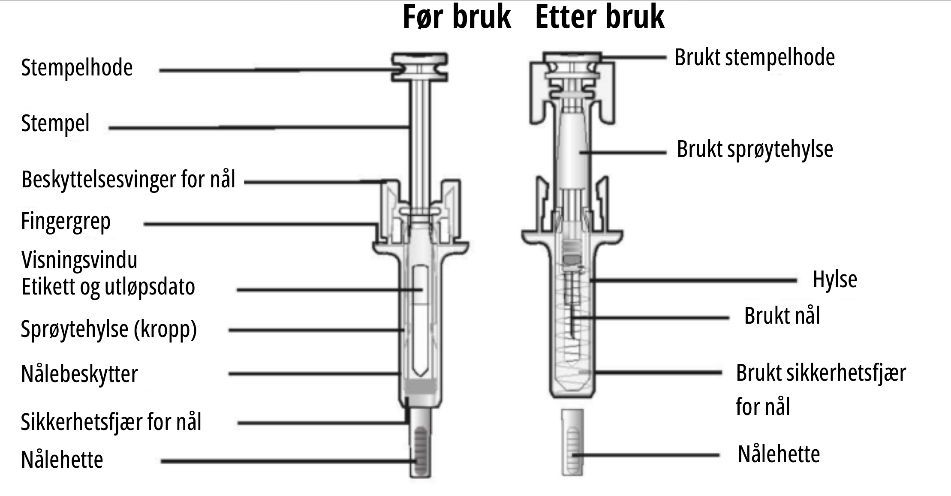 Før bruk
Etter bruk
Stempelhode
Stempel
Beskyttelsesvinger for nål
Fingergrep
Visningsvindu
Etikett og utløpsdato
Sprøytehylse (kropp)
Nålebeskytter
Sikkerhetsfjær for nål
Nålehette
Brukt stempelhode
Brukt sprøytehylse
Hylse
Brukt nål
Brukt sikkerhetsfjær
for nål
Nålehette